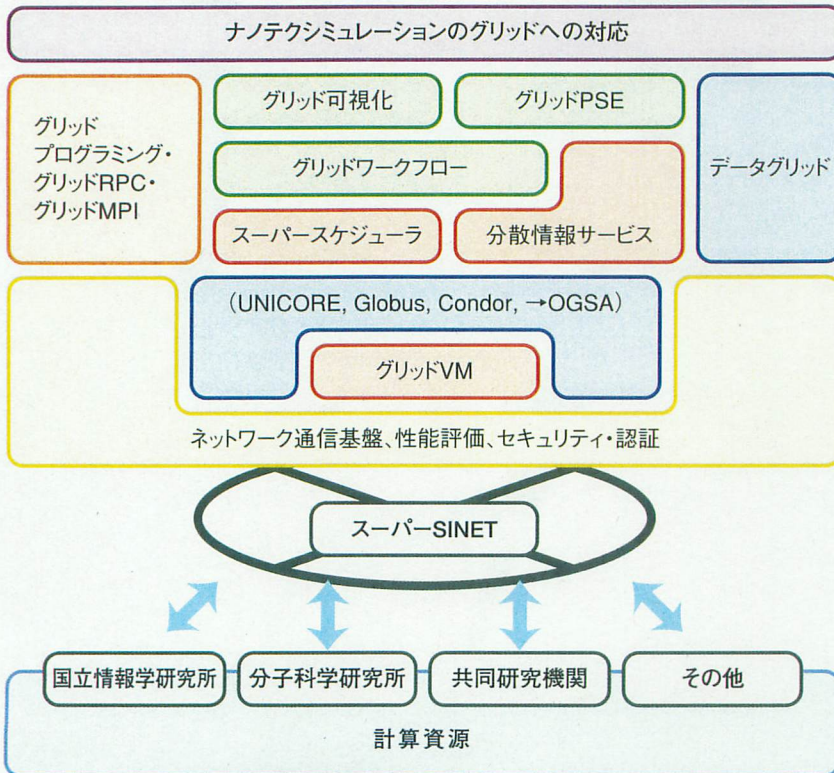 ナノテクシミュレーションのグリッドへの対応
グリッド
プログラミング・
グリッドRPC・
グリッドMPI
グリッド可視化
グリッドPSE
グリッドワークフロー
データグリッド
スーパースケジューラ
分散情報サービス
(UNICORE, Globus, Condor, →OGSA)
グリッドVM
ネットワーク通信基盤、性能評価、セキュリティ・認証
スーパーSINET
国立情報学研究所
分子科学研究所
共同研究機関
その他
計算資源